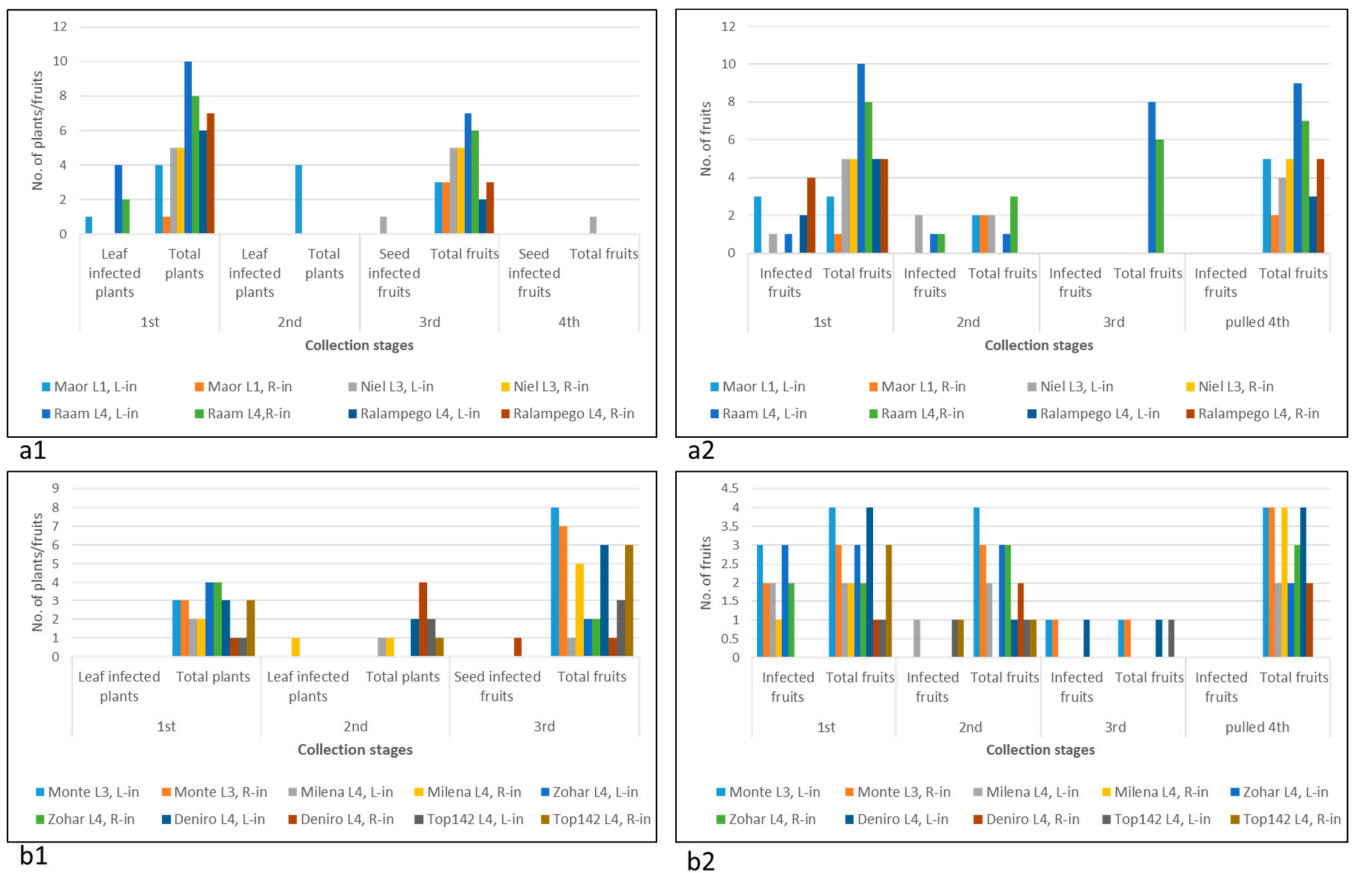 12
10
8
6
4
2
0
No. of plants/fruits
Leaf infected plants
Total plants
Leaf infected plants
Total plants
Seed infected fruits
Total fruits
Seed infected fruits
Total fruits
1st
2nd
3rd
4th
Collection stages
Maor L1, L-in
Maor L1, R-in
Niel L3, L-in
Niel L3, R-in
Raam L4, L-in
Raam L4,R-in
Ralampego L4, L-in
Ralampego L4, R-in
a1
12
10
8
6
4
2
0
No. of fruits
Infected fruits
Total fruits
Infected fruits
Total fruits
Infected fruits
Total fruits
Infected fruits
Total fruits
1st
2nd
3rd
pulled 4th
Collection stages
Maor L1, L-in
Maor L1, R-in
Niel L3, L-in
Niel L3, R-in
Raam L4, L-in
Raam L4,R-in
Ralampego L4, L-in
Ralampego L4, R-in
a2
9
8
7
6
5
4
3
2
1
0
No. of plants/fruits
Leaf infected plants
Total plants
Leaf infected plants
Total plants
Seed infected fruits
Total fruits
1st
2nd
3rd
Collection stages
Monte L3, L-in
Monte L3, R-in
Milena L4, L-in
Milena L4, R-in
Zohar L4, L-in
Zohar L4, R-in
Deniro L4, L-in
Deniro L4, R-in
Top142 L4, L-in
Top142 L4, R-in
b1
4.5
4
3.5
3
2.5
2
1.5
1
0.5
0
No. of fruits
Infected fruits
Total fruits
Infected fruits
Total fruits
Infected fruits
Total fruits
Infected fruits
Total fruits
1st
2nd
3rd
pulled 4th
Collection stages
Monte L3, L-in
Monte L3, R-in
Milena L4, L-in
Milena L4, R-in
Zohar L4, L-in
Zohar L4, R-in
Deniro L4, L-in
Deniro L4, R-in
Top142 L4, L-in
Top142 L4, R-in
b2